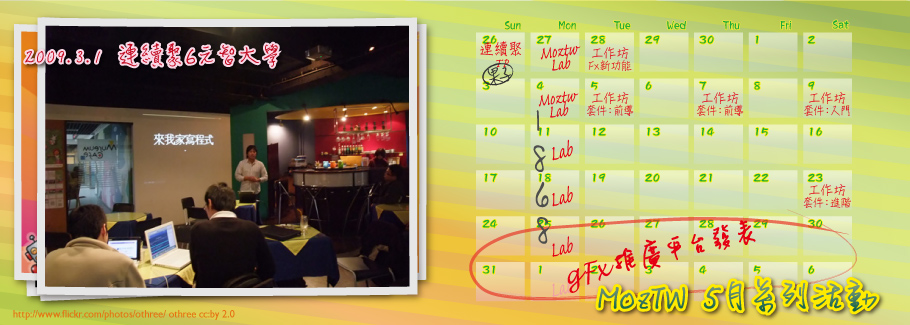 2009.3.1 連續聚6元智大學
來我家寫程式
http://www.flickr.com/photos/othree/ othree cc:by 2.0
Sun Mon Tue Wed Thu Fri Sat
26 27 28 29 30 1 2
連續聚 Moztw Lab 工作坊 Fx新功能
3 4 5 6 7 8 9
Moztw Lab 工作坊 套件:前導 工作坊 套件:前導 工作坊 套件:入門
1
10 11 12 13 14 15 16
8 Lab
17 18 19 20 21 22 23
6 Lab 工作坊 套件:進階
24 25 26 27 28 29 30
8 Lab
gFx推廣平台發表
31 1 2 3 4 5 6
MozTW 5月系列活動